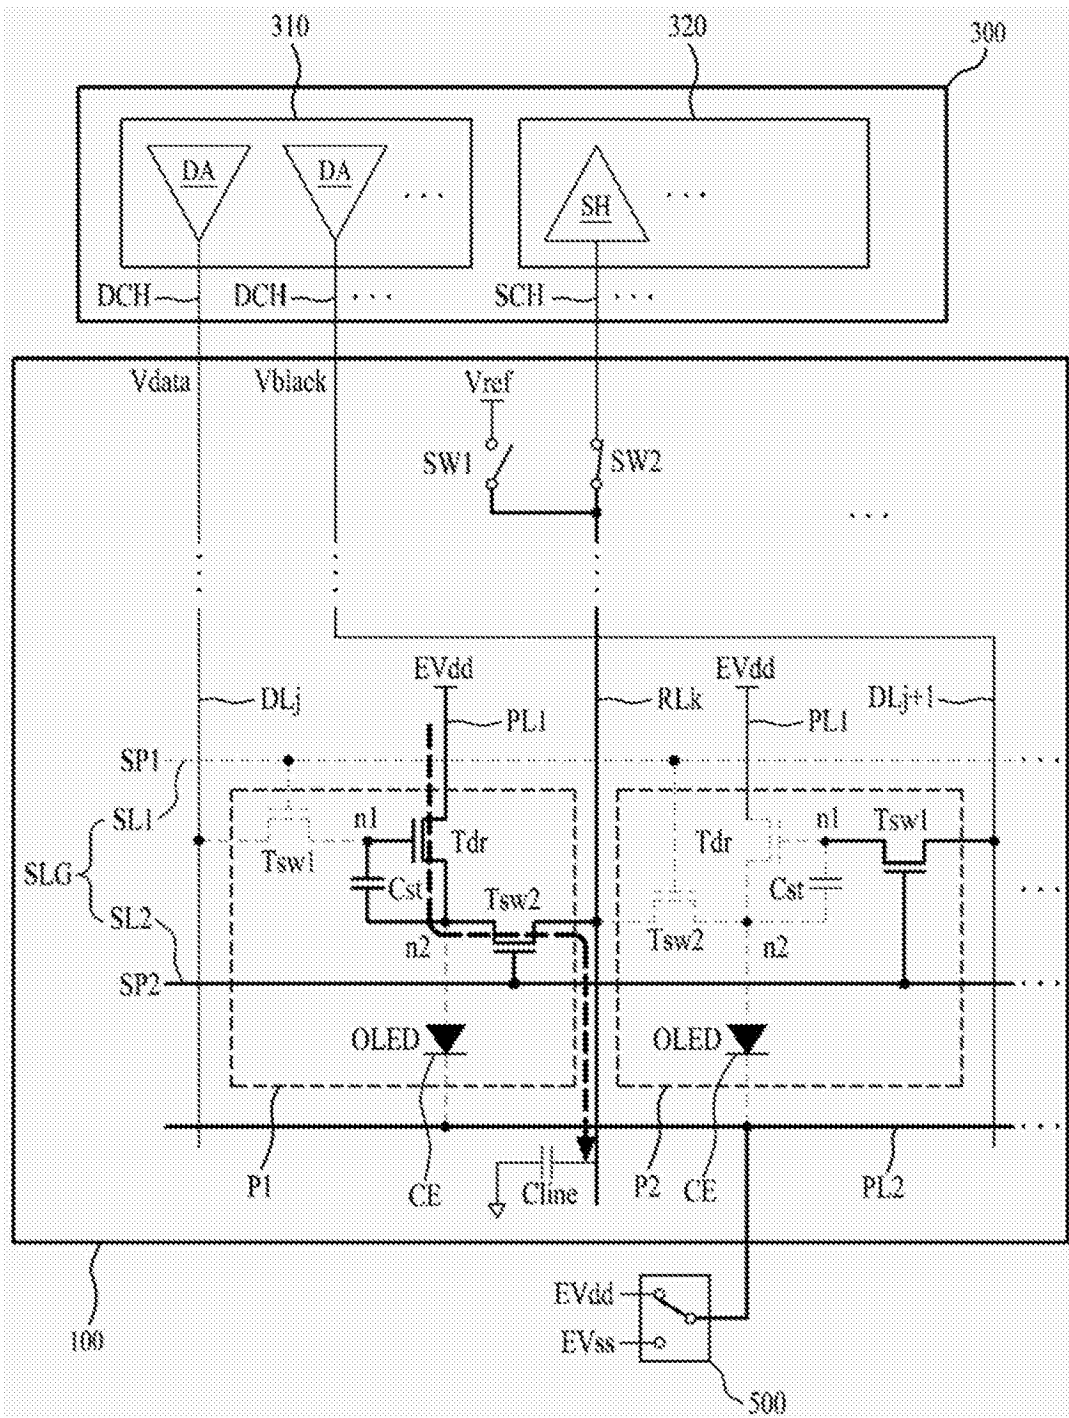 310
320
300
DA
DA
. . .
SH
. . .
DCH
DCH
. . .
SCH
. . .
Vdata
Vblack
Vref
SW1
SW2
. . .
EVdd
EVdd
DLj
PL1
RLk
PL1
DLj+1
SP1
SL1
n1
n1
Tsw1
Tdr
Tdr
Tsw1
SLG
Cst
Tsw2
Cst
SL2
n2
Tsw2
n2
SP2
OLED
OLED
P1
CE
Cline
P2
CE
PL2
100
EVdd
EVss
500